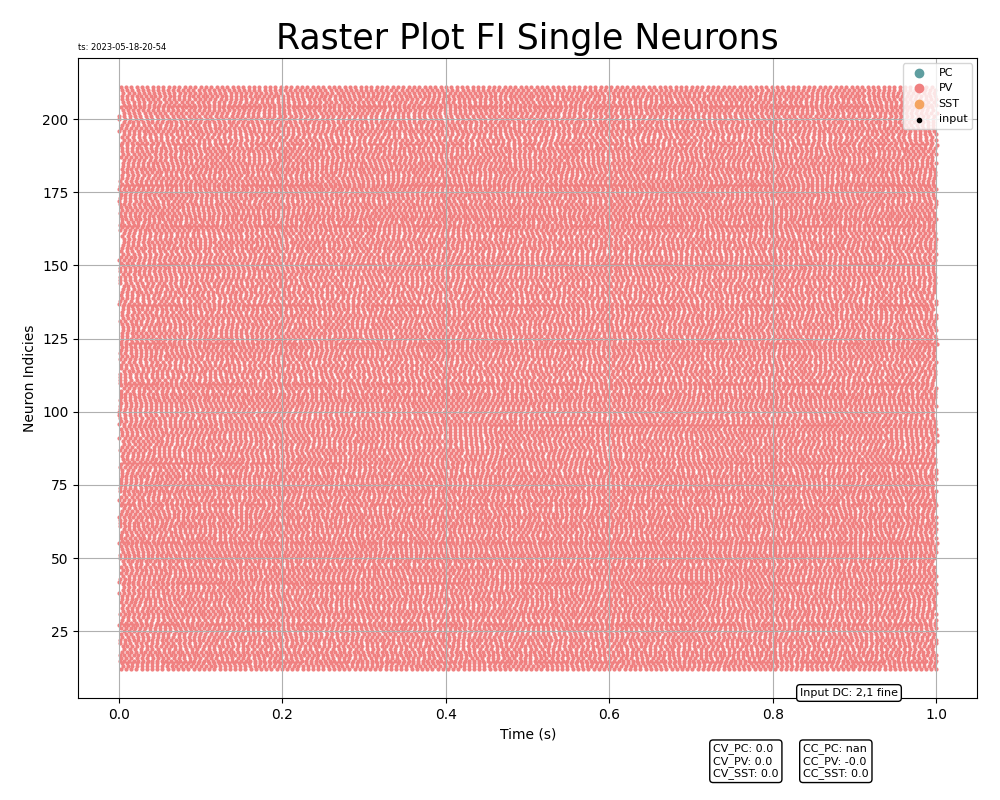 Raster Plot FI Single Neurons
ts: 2023-05-18-20-54
PC
PV
SST
input
200
175
150
125
100
75
50
25
Neuron Indicies
Input DC: 2,1 fine
0.0 0.2 0.4 0.6 0.8 1.0
Time (s)
CV_PC: 0.0
CV_PV: 0.0
CV_SST: 0.0
CC_PC: nan
CC_PV: -0.0
CC_SST: 0.0